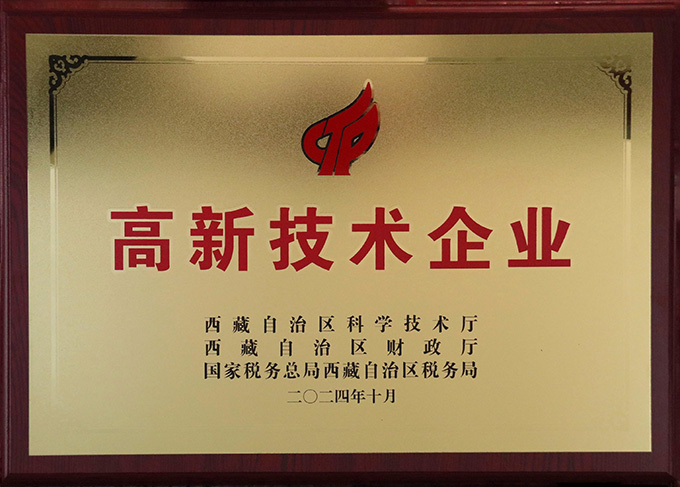 高新技术企业
西藏自治区科学技术厅
西藏自治区财政厅
国家税务总局西藏自治区税务局
二〇二四年十月